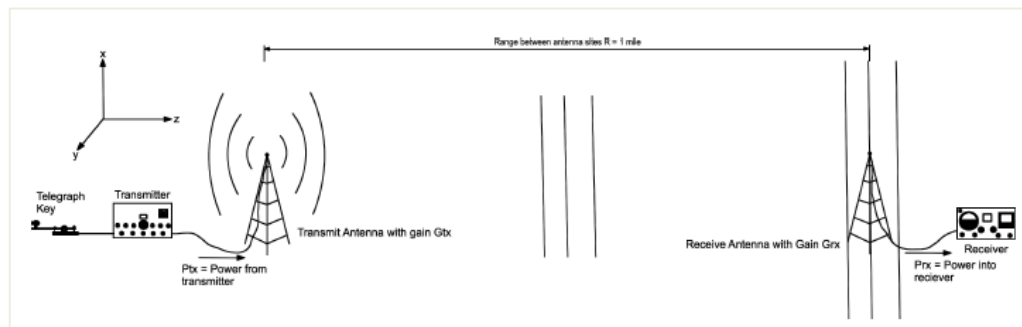 Range between antenna sites R = 1 mile
x
z
y
Telegraph
Key
Transmitter
Transmit Antenna with gain Gtx
Ptx = Power from
transmitter
Receive Antenna with Gain Grx
Receiver
Prx = Power into
reciever